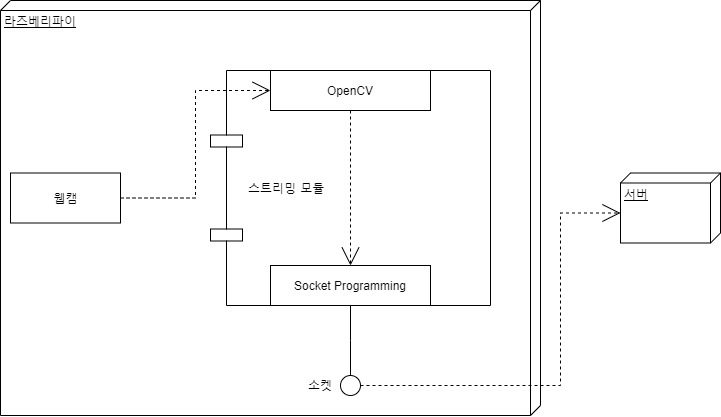 라즈베리파이
OpenCV
웹캠
스트리밍 모듈
서버
Socket Programming
소켓